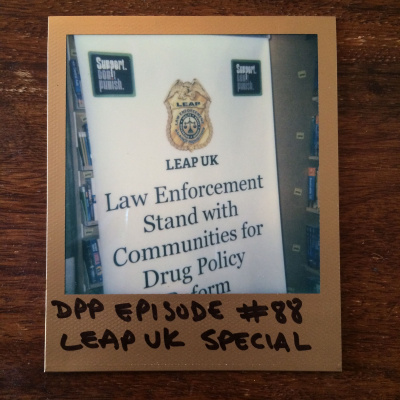 Support.
Don't
punish.
Support.
Don't
punish.
LEAP
LEAP UK
Law Enforcement
Stand with
Communities for
Drug Policy
Reform
DPP EPISODE #88
LEAP UK SPECIAL